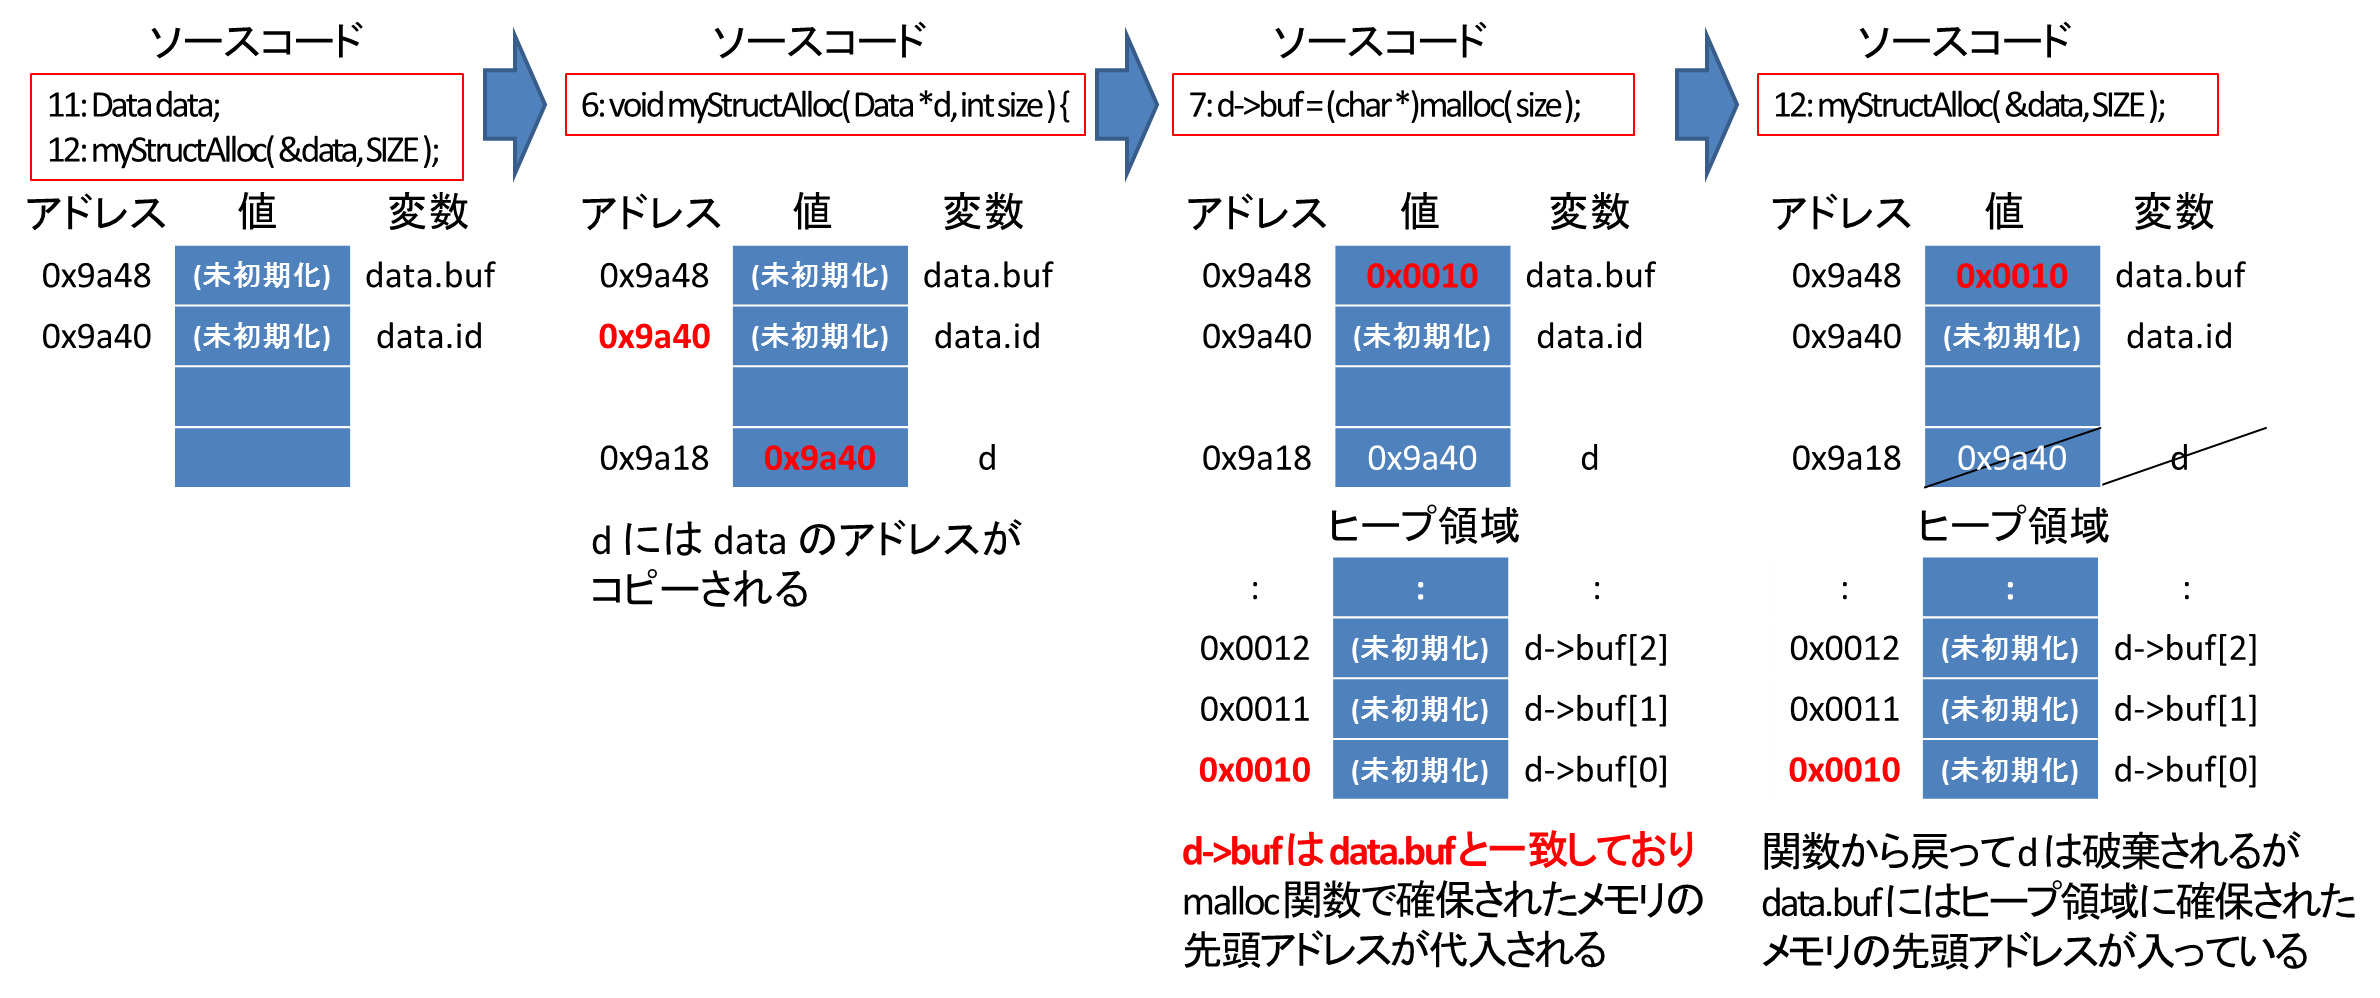 ソースコード
11: Data data;
12: myStructAlloc( &data, SIZE );
アドレス 値 変数
0x9a48 (未初期化) data.buf
0x9a40 (未初期化) data.id
ソースコード
6: void myStructAlloc( Data *d, int size ) {
アドレス 値 変数
0x9a48 (未初期化) data.buf
0x9a40 (未初期化) data.id
0x9a18 0x9a40 d
d には data のアドレスが
コピーされる
ソースコード
7: d->buf = (char *)malloc( size );
アドレス 値 変数
0x9a48 0x0010 data.buf
0x9a40 (未初期化) data.id
0x9a18 0x9a40 d
ヒープ領域
: : :
0x0012 (未初期化) d->buf[2]
0x0011 (未初期化) d->buf[1]
0x0010 (未初期化) d->buf[0]
d->buf は data.buf と一致しており
malloc 関数で確保されたメモリの
先頭アドレスが代入される
ソースコード
12: myStructAlloc( &data, SIZE );
アドレス 値 変数
0x9a48 0x0010 data.buf
0x9a40 (未初期化) data.id
0x9a18 0x9a40 d
ヒープ領域
: : :
0x0012 (未初期化) d->buf[2]
0x0011 (未初期化) d->buf[1]
0x0010 (未初期化) d->buf[0]
関数から戻って d は破棄されるが
data.buf にはヒープ領域に確保された
メモリの先頭アドレスが入っている